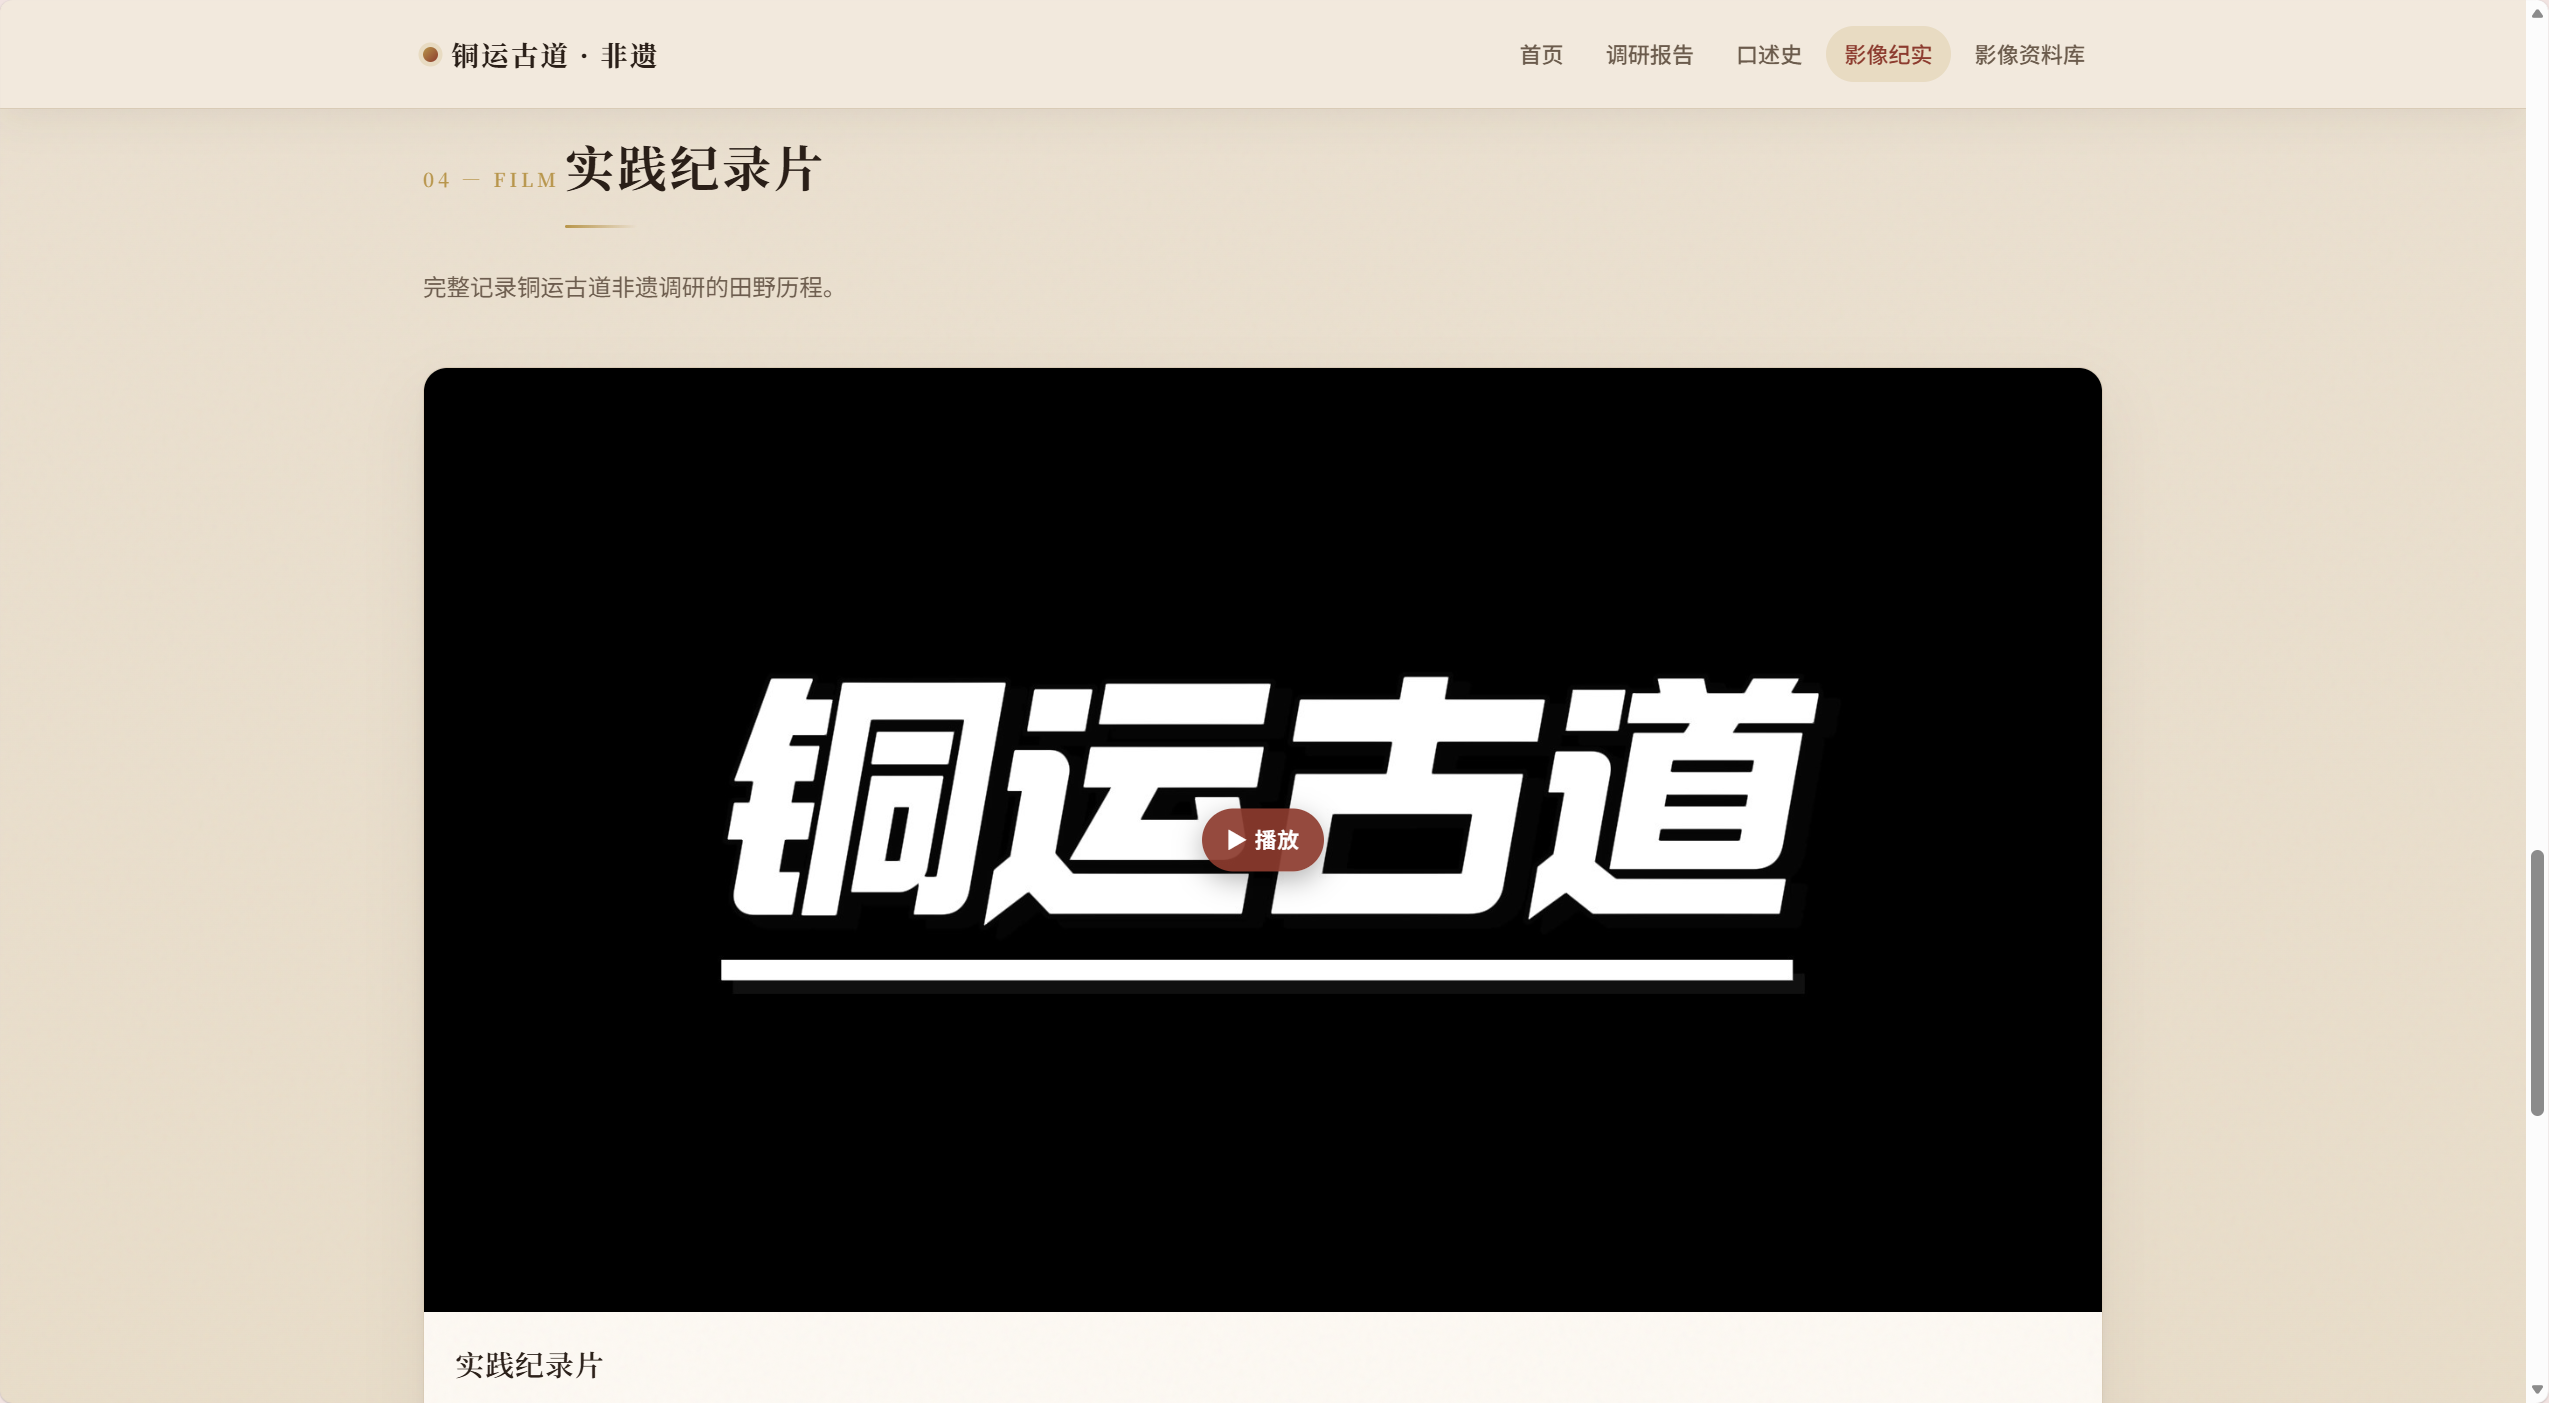 铜运古道 · 非遗
首页 调研报告 口述史 影像纪实 影像资料库
04 — FILM 实践纪录片
完整记录铜运古道非遗调研的田野历程。
铜运古道
▶ 播放
实践纪录片